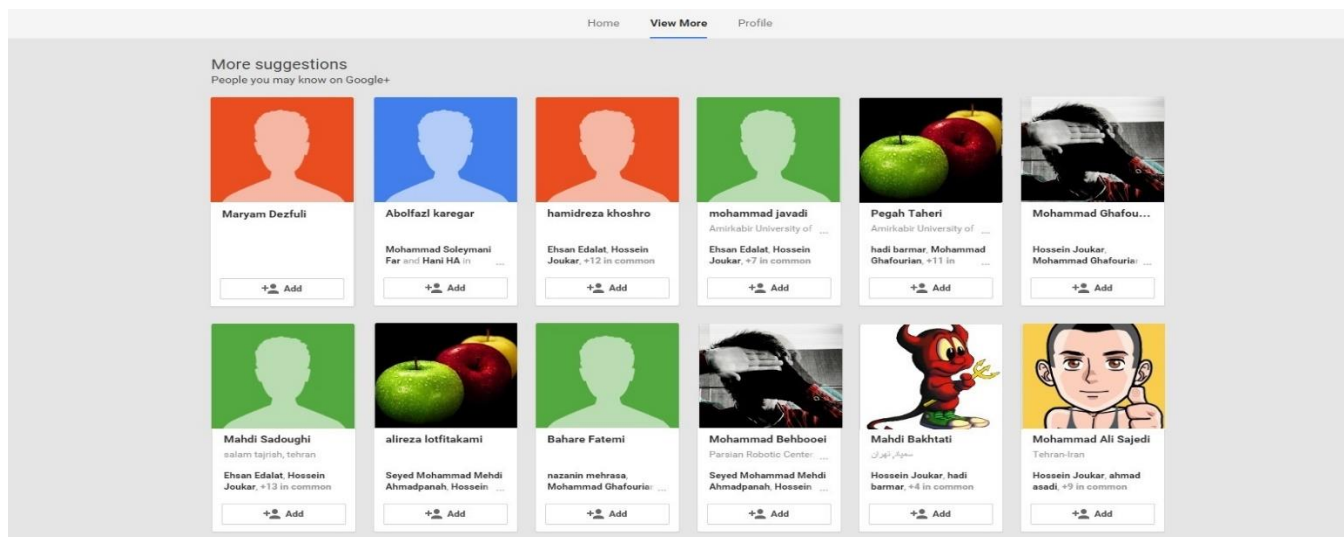 Home View More Profile
More suggestions
People you may know on Google+
Maryam Dezfuli
Add
Abolfazl karegar
Mohammad Soleymani
Far and Hani HA in ...
Add
hamidreza khoshro
Ehsan Edalat, Hossein
Joukar, +12 in common
Add
mohammad javadi
Amirkabir University of ...
Ehsan Edalat, Hossein
Joukar, +7 in common
Add
Pegah Taheri
Amirkabir University of ...
hadi barmar, Mohammad
Ghafourian, +11 in ...
Add
Mohammad Ghafou...
Hossein Joukar,
Mohammad Ghafourian ...
Add
Mahdi Sadoughi
salam tajrish, tehran
Ehsan Edalat, Hossein
Joukar, +13 in common
Add
alireza lotfitakami
Seyed Mohammad Mehdi
Ahmadpanah, Hossein ...
Add
Bahare Fatemi
nazanin mehrasa,
Mohammad Ghafourian ...
Add
Mohammad Behbooei
Parsian Robotic Center ...
Seyed Mohammad Mehdi
Ahmadpanah, Hossein ...
Add
Mahdi Bakhtati
تهران
Hossein Joukar, hadi
barmar, +4 in common
Add
Mohammad Ali Sajedi
Tehran-Iran
Hossein Joukar, ahmad
asadi, +9 in common
Add